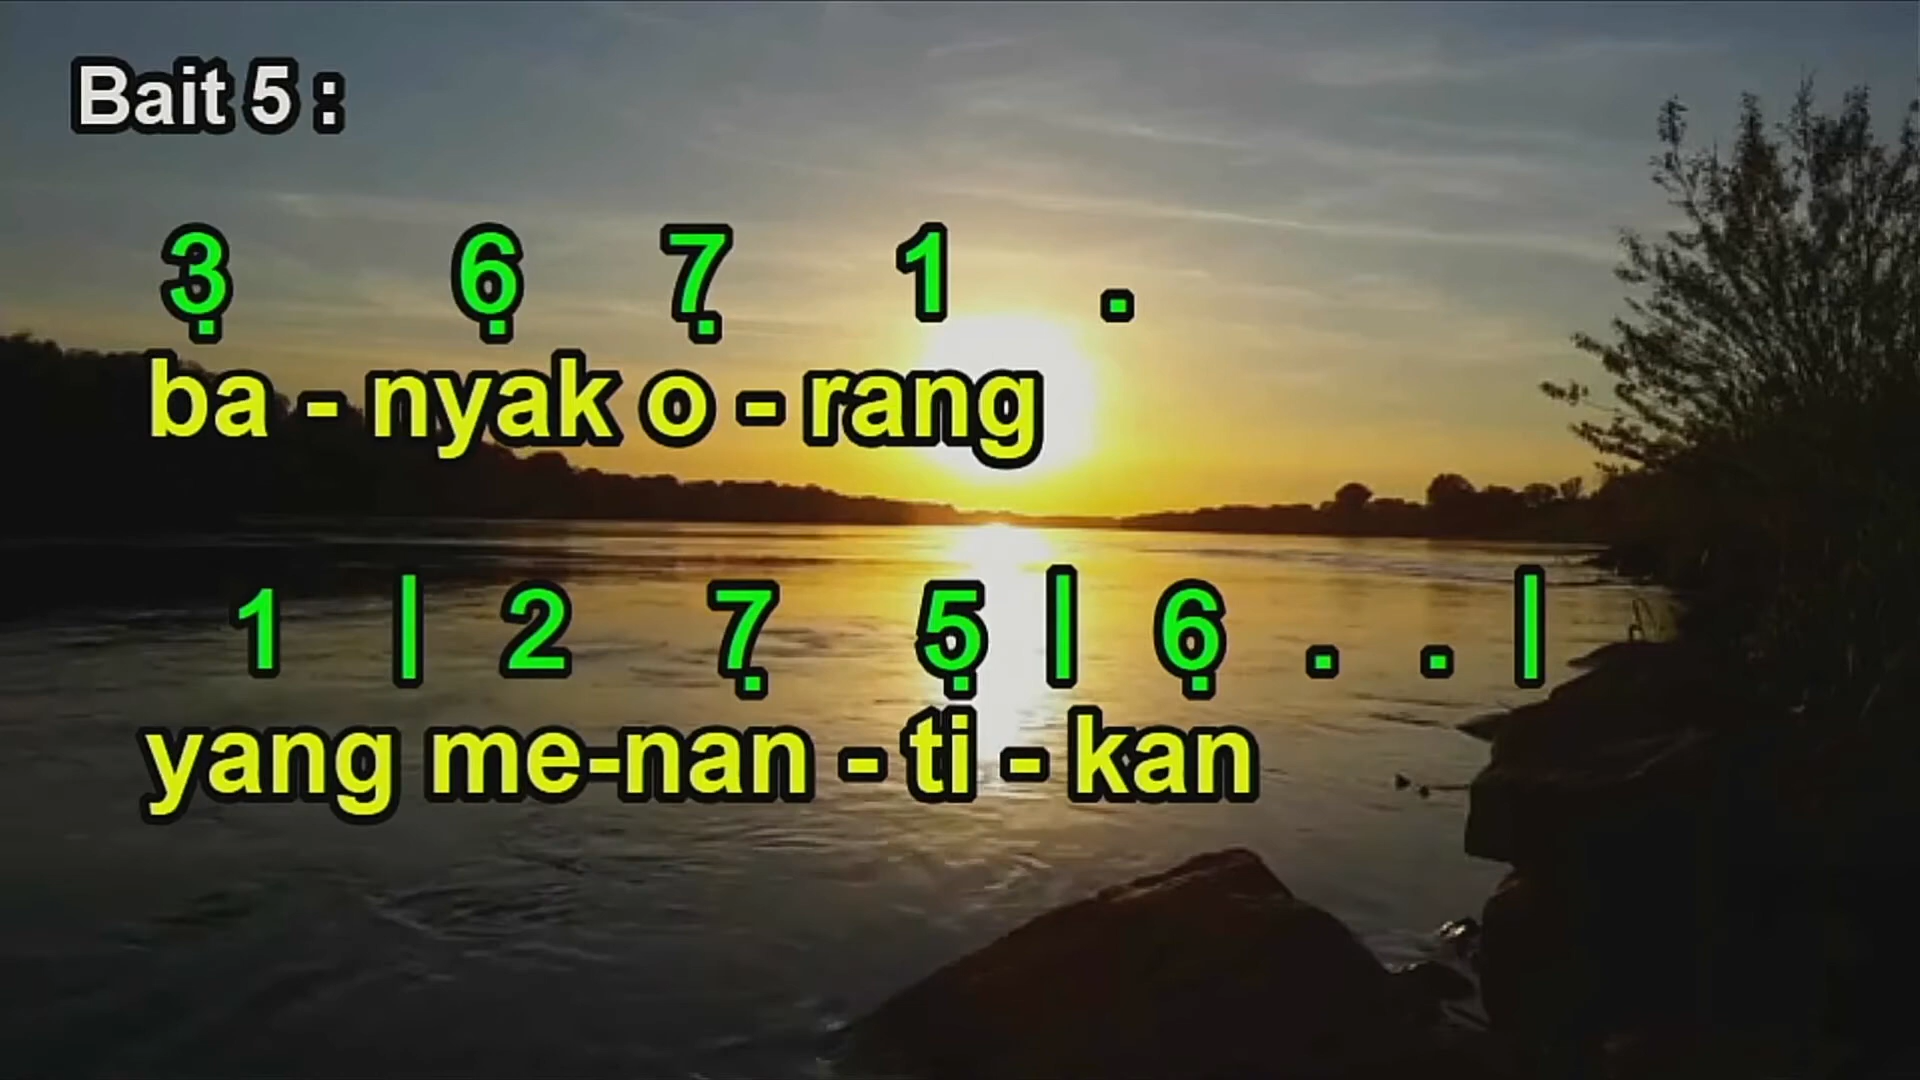 Bait 5 :
3̣ 6̣ 7̣ 1 .
ba - nyak o - rang
1 | 2 7̣ 5̣ | 6̣ . . |
yang me-nan - ti - kan